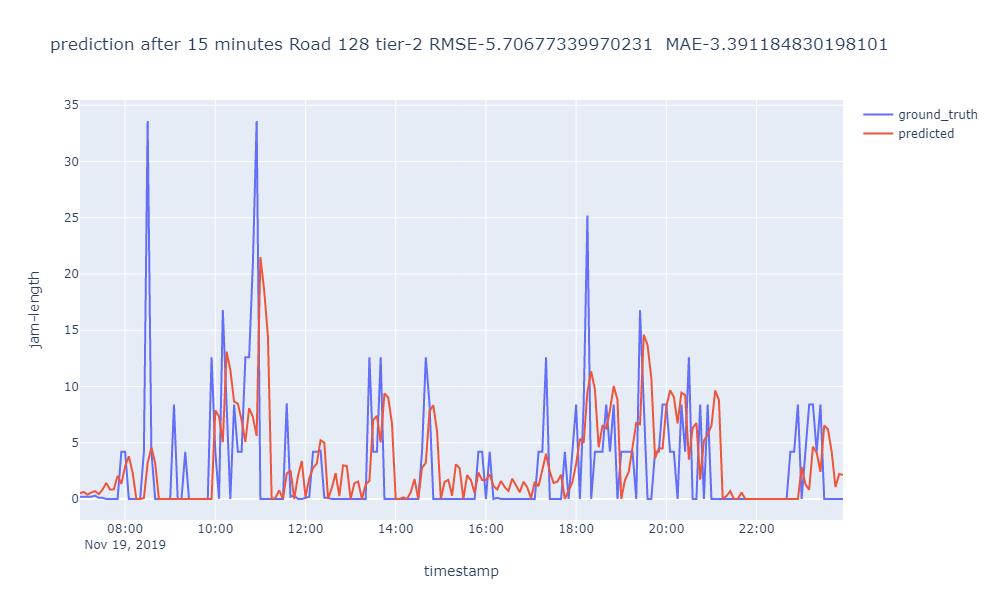 prediction after 15 minutes Road 128 tier-2 RMSE-5.70677339970231  MAE-3.391184830198101
ground_truth
predicted
35
30
25
20
15
10
5
0
jam-length
08:00
10:00
12:00
14:00
16:00
18:00
20:00
22:00
Nov 19, 2019
timestamp